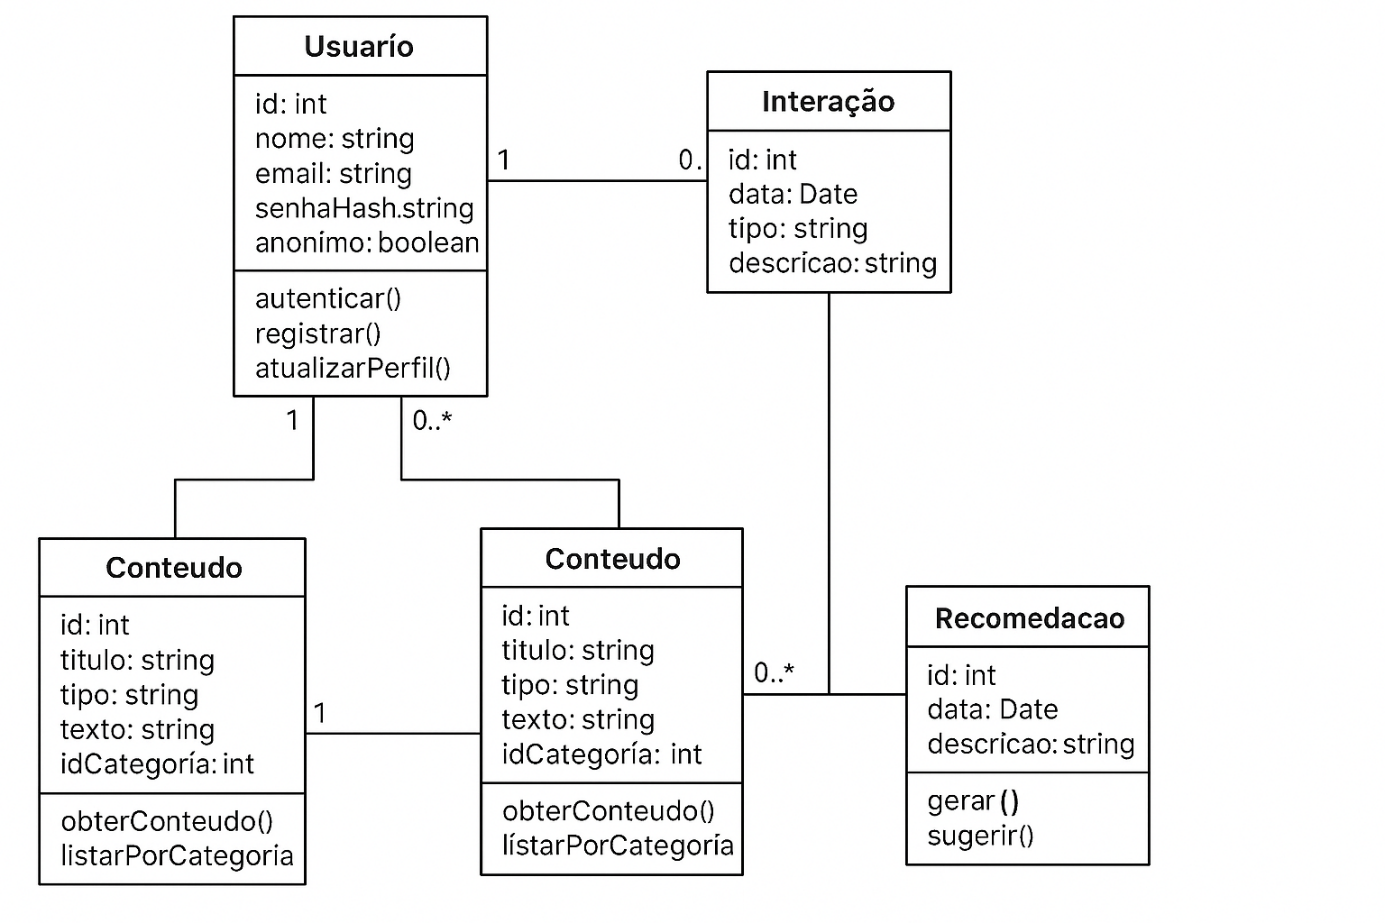 Usuarío
id: int
nome: string
email: string
senhaHash.string
anonímo: boolean
autenticar()
registrar()
atualizarPerfil()
1
0.
Interação
id: int
data: Date
típo: string
descrícao: string
1
0..*
Conteudo
id: int
titulo: string
tipo: string
texto: string
idCategoría: int
obterConteudo()
listarPorCategoria
1
Conteudo
id: int
titulo: string
tipo: string
texto: string
idCategoría: int
obterConteudo()
lístarPorCategoría
0..*
Recomedacao
id: int
data: Date
descrícao: string
gerar()
sugerir()